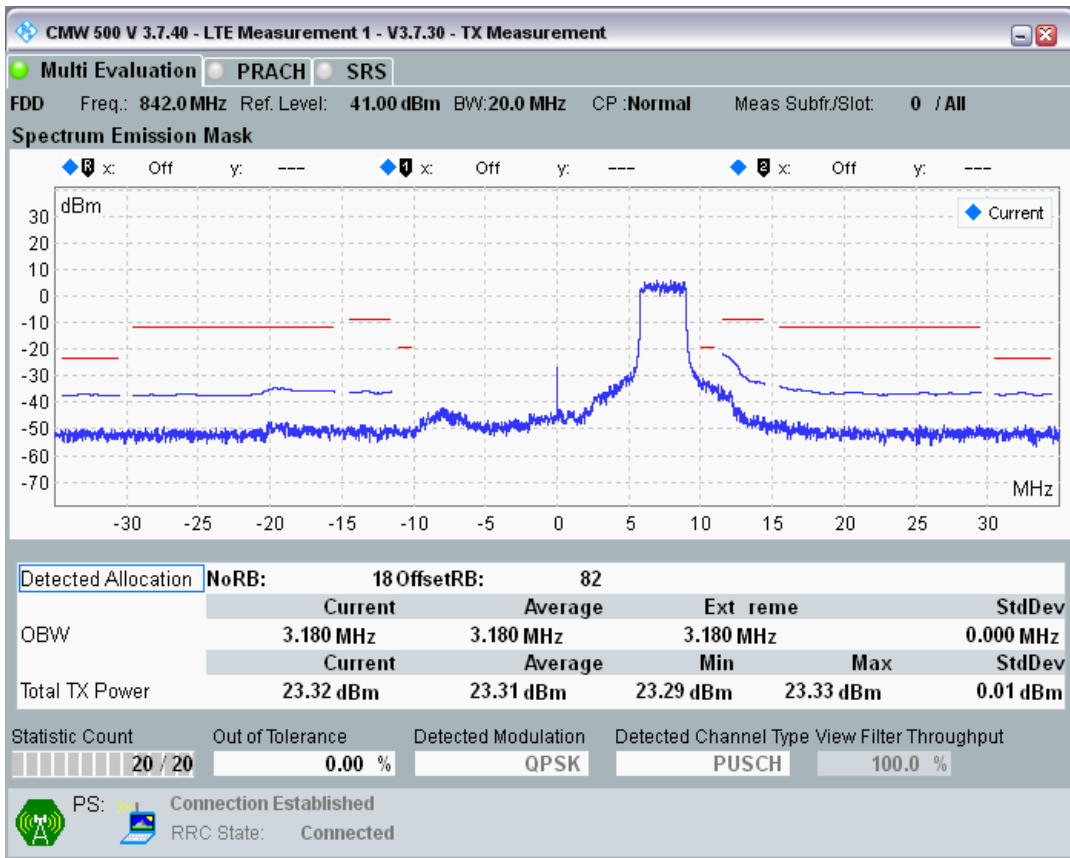 CMW 500 V 3.7.40 - LTE Measurement 1 - V3.7.30 - TX Measurement
Multi Evaluation PRACH SRS
FDD Freq.: 842.0 MHz Ref. Level: 41.00 dBm BW:20.0 MHz CP :Normal Meas Subfr./Slot: 0 / All
Spectrum Emission Mask
R x: Off y: --- 1 x: Off y: --- 2 x: Off y: ---
dBm
Current
30
20
10
0
-10
-20
-30
-40
-50
-60
-70
MHz
-30 -25 -20 -15 -10 -5 0 5 10 15 20 25 30
Detected Allocation NoRB: 18 OffsetRB: 82
Current Average Ext reme StdDev
OBW 3.180 MHz 3.180 MHz 3.180 MHz 0.000 MHz
Current Average Min Max StdDev
Total TX Power 23.32 dBm 23.31 dBm 23.29 dBm 23.33 dBm 0.01 dBm
Statistic Count Out of Tolerance Detected Modulation Detected Channel Type View Filter Throughput
20 / 20 0.00 % QPSK PUSCH 100.0 %
PS: Connection Established
RRC State: Connected